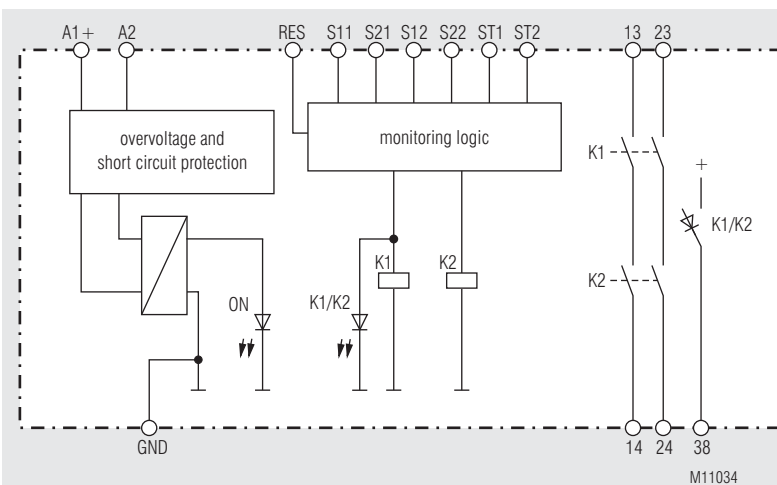 A1+ A2 RES S11 S21 S12 S22 ST1 ST2 13 23
overvoltage and
short circuit protection
monitoring logic
K1
+
K1/K2
K1 K2
K2
ON K1/K2
GND 14 24 38
M11034